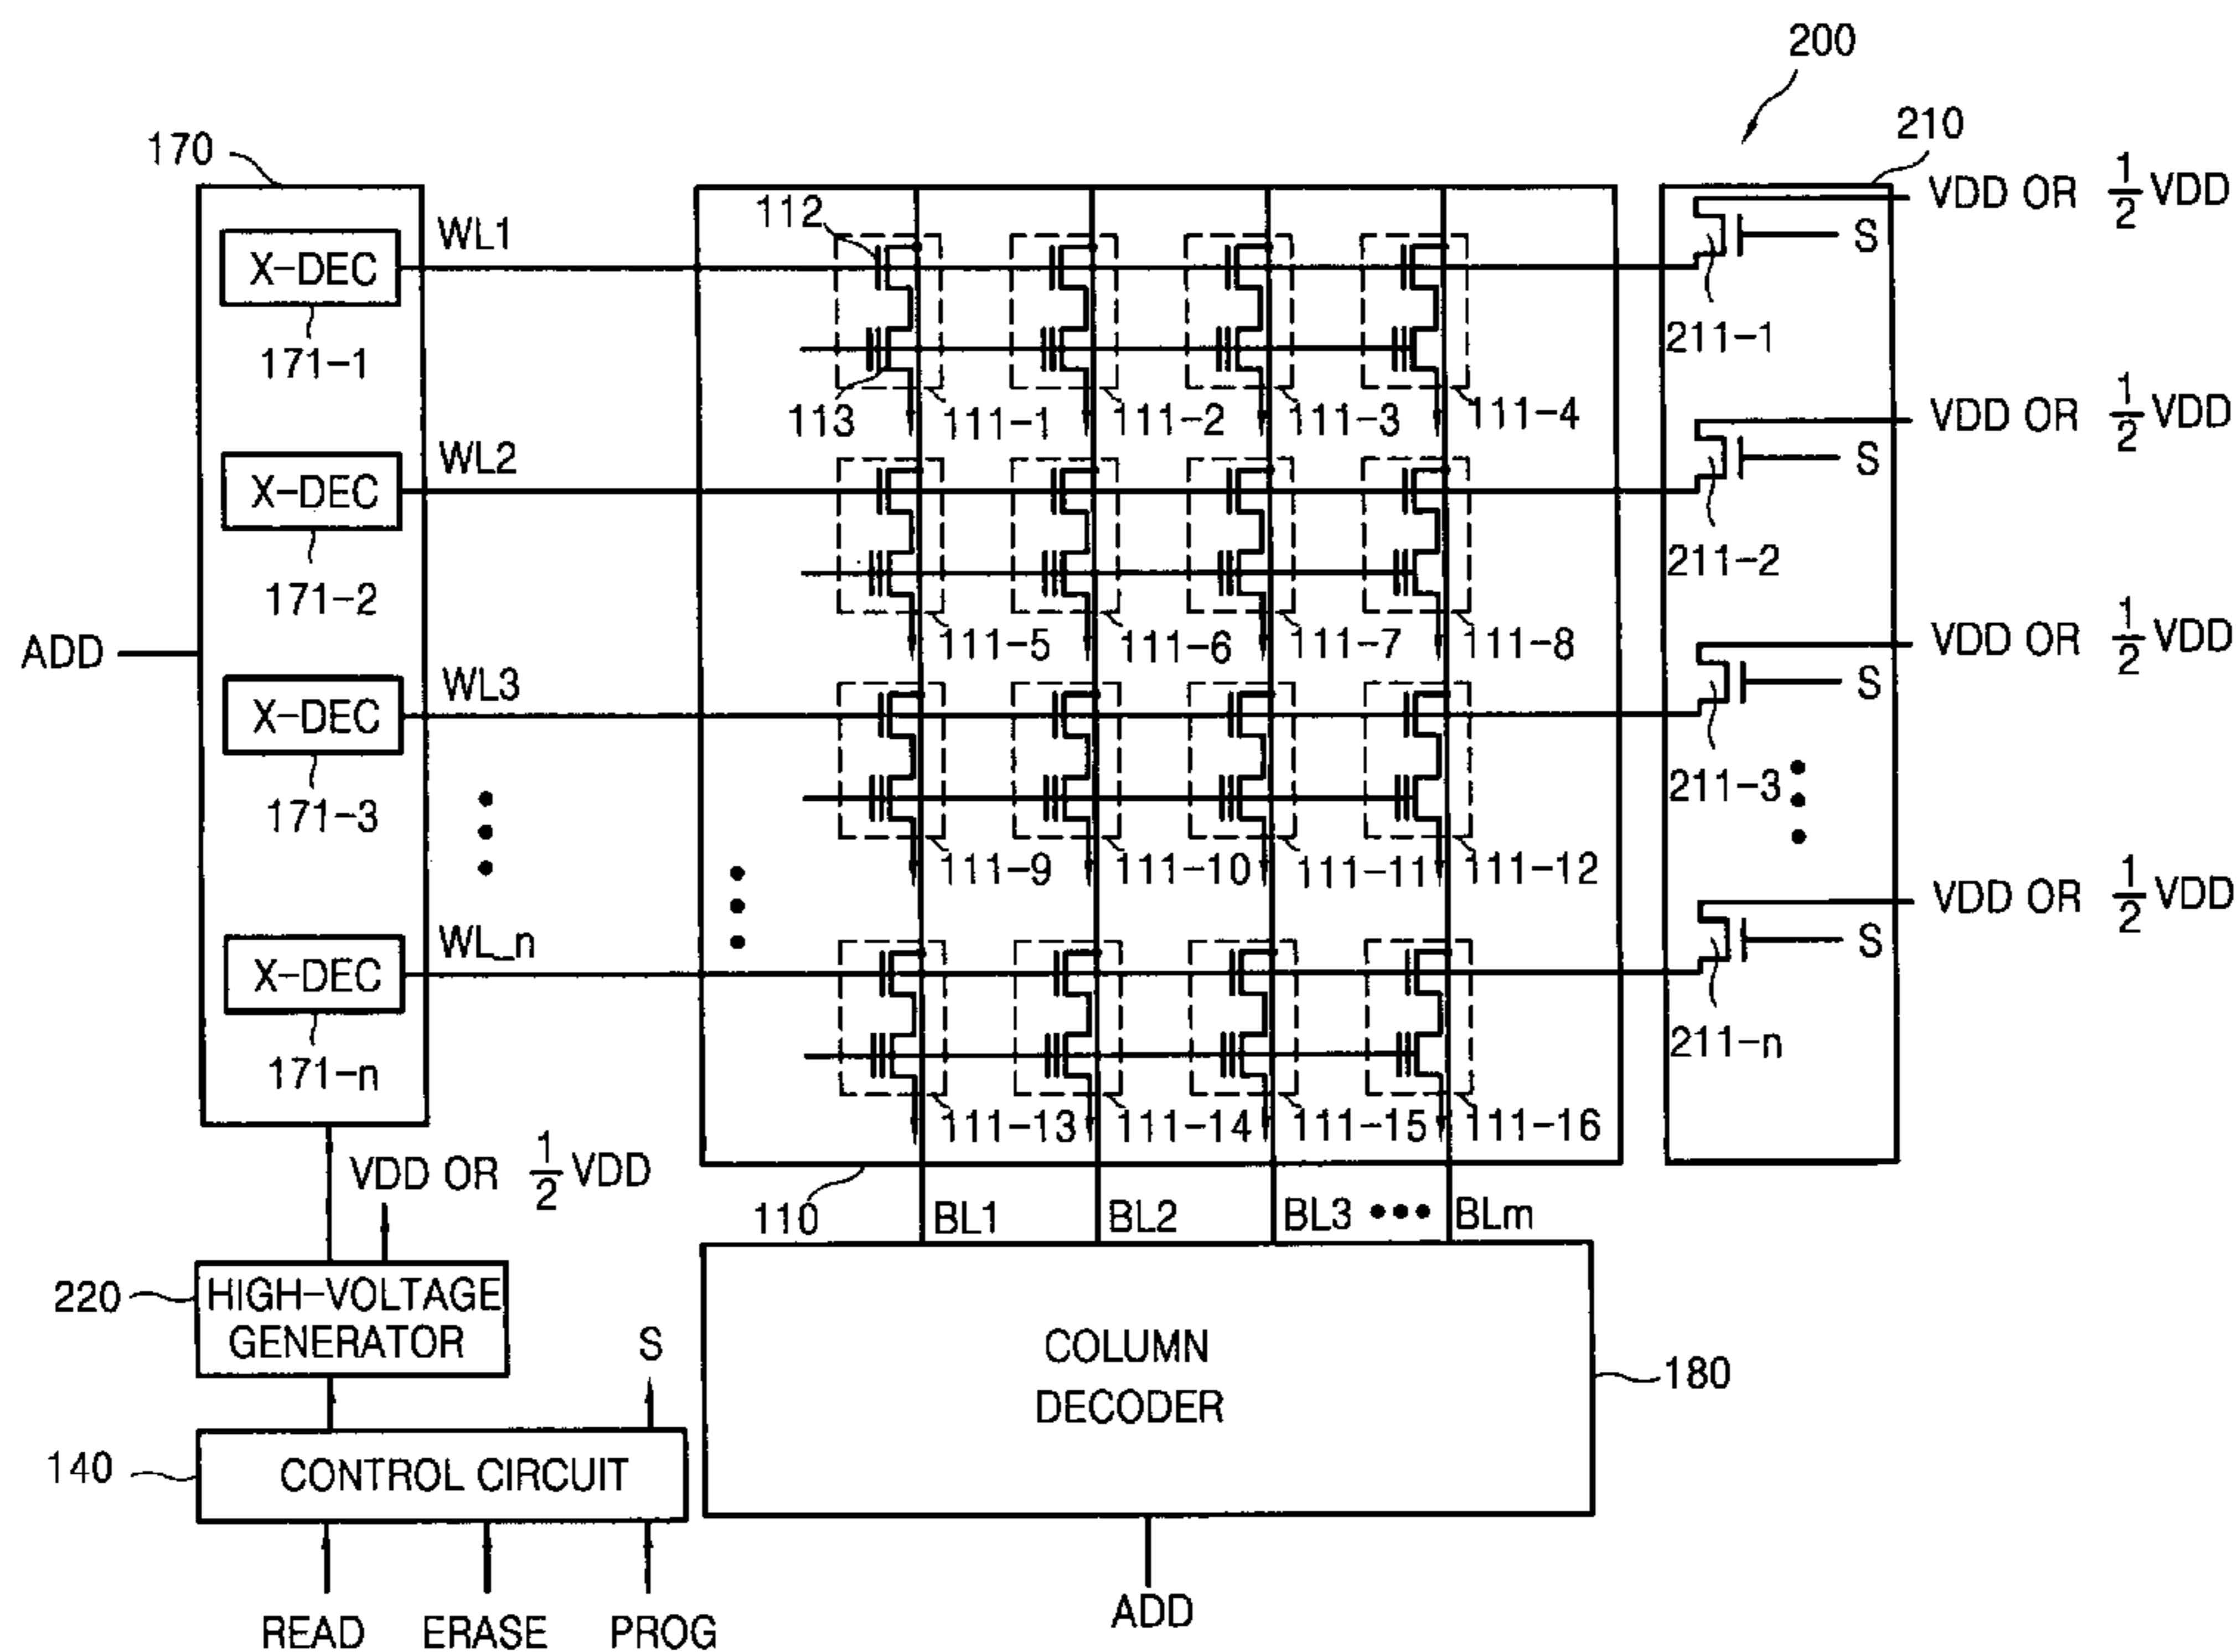 200
170
210
VDD OR 1/2 VDD
112
WL1
S
X-DEC
171-1
211-1
113
111-1
111-2
111-3
111-4
VDD OR 1/2 VDD
WL2
S
X-DEC
171-2
211-2
ADD
111-5
111-6
111-7
111-8
VDD OR 1/2 VDD
WL3
S
X-DEC
171-3
211-3
111-9
111-10
111-11
111-12
VDD OR 1/2 VDD
WL_n
S
X-DEC
171-n
211-n
111-13
111-14
111-15
111-16
VDD OR 1/2 VDD
110
BL1
BL2
BL3
BLm
220
HIGH-VOLTAGE
GENERATOR
S
COLUMN
DECODER
180
140
CONTROL CIRCUIT
READ
ERASE
PROG
ADD